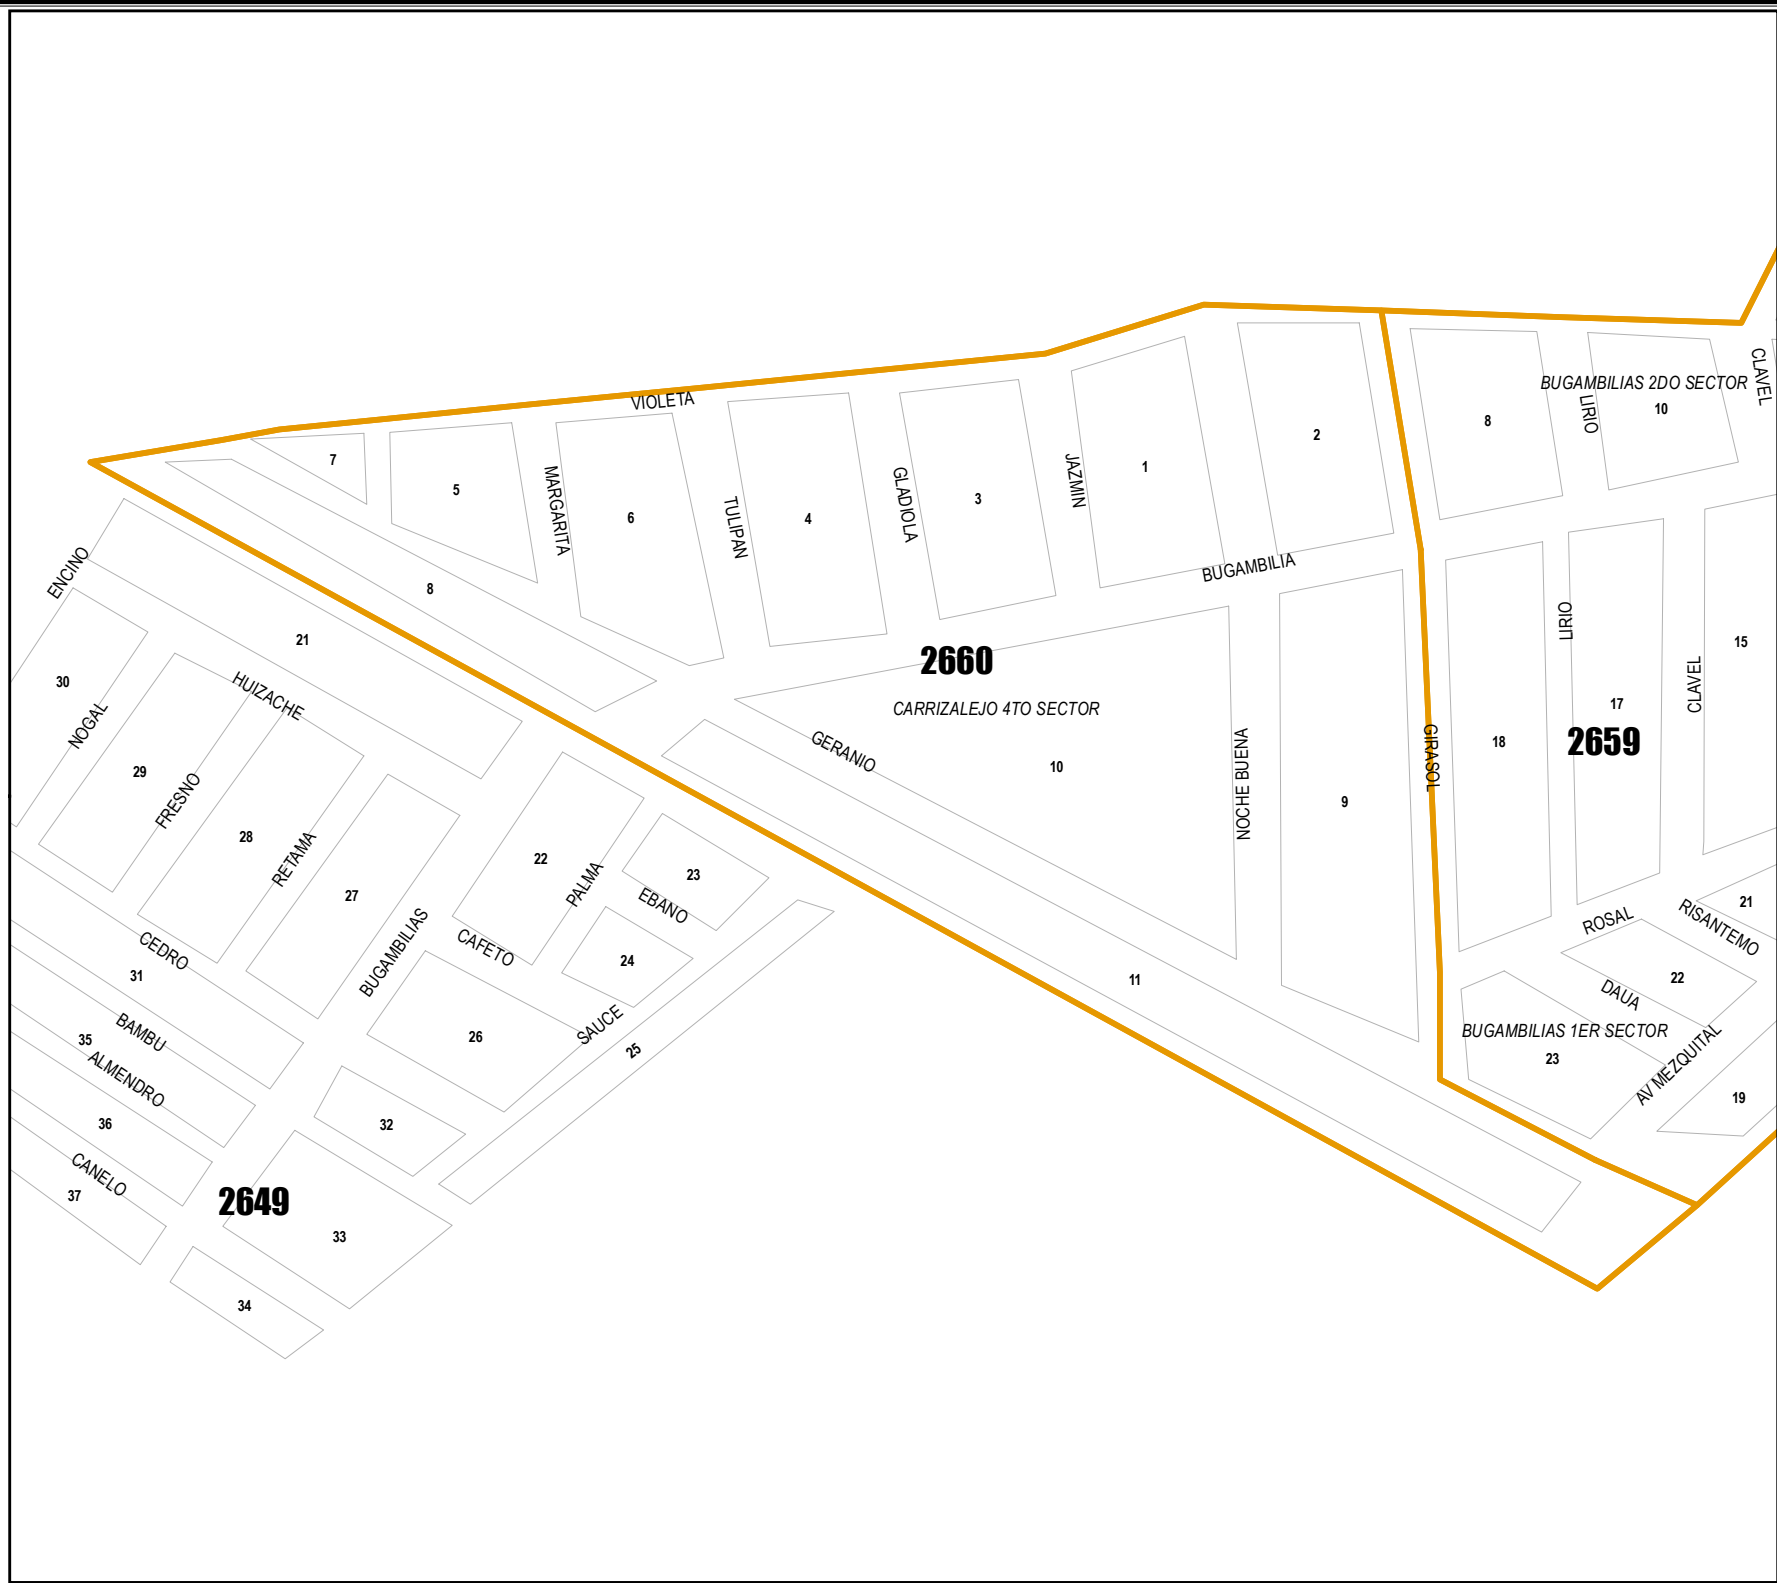 CLAVEL
BUGAMBILIAS 2DO SECTOR
VIOLETA
LIRIO
10
8
2
7
5
MARGARITA
6
TULIPAN
4
GLADIOLA
3
JAZMIN
1
ENCINO
8
BUGAMBILIA
21
30
NOGAL
HUIZACHE
2660
CARRIZALEJO 4TO SECTOR
LIRIO
15
CLAVEL
17
2659
18
GIRASOL
GERANIO
10
NOCHE BUENA
9
29
FRESNO
28
RETAMA
27
22
PALMA
23
EBANO
BUGAMBILIAS
CAFETO
24
CEDRO
31
21
RISANTEMO
ROSAL
22
DAUA
11
BUGAMBILIAS 1ER SECTOR
23
AV MEZQUITAL
19
SAUCE
25
26
BAMBU
35
ALMENDRO
36
32
CANELO
37
2649
33
34